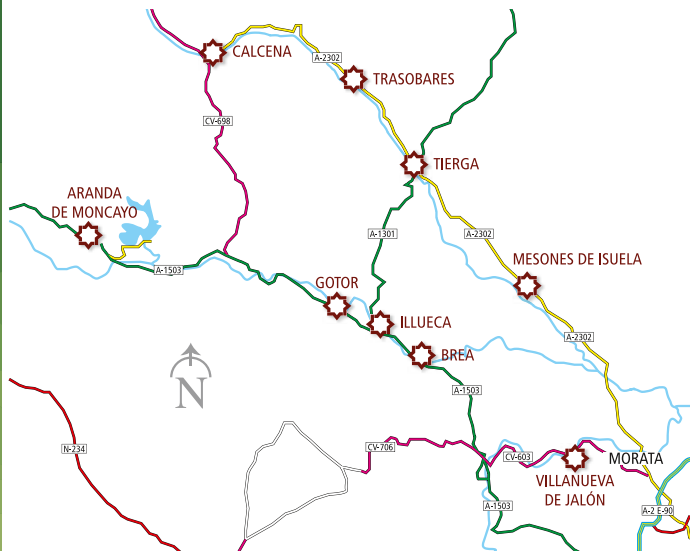 CALCENA
A-2302
TRASOBARES
CV-698
TIERGA
ARANDA
DE MONCAYO
A-1301
A-2302
MESONES DE ISUELA
A-1503
GOTOR
ILLUECA
A-2302
BREA
N
A-1503
N-234
CV-706
CV-603
MORATA
VILLANUEVA
DE JALÓN
A-1503
A-2 E-90